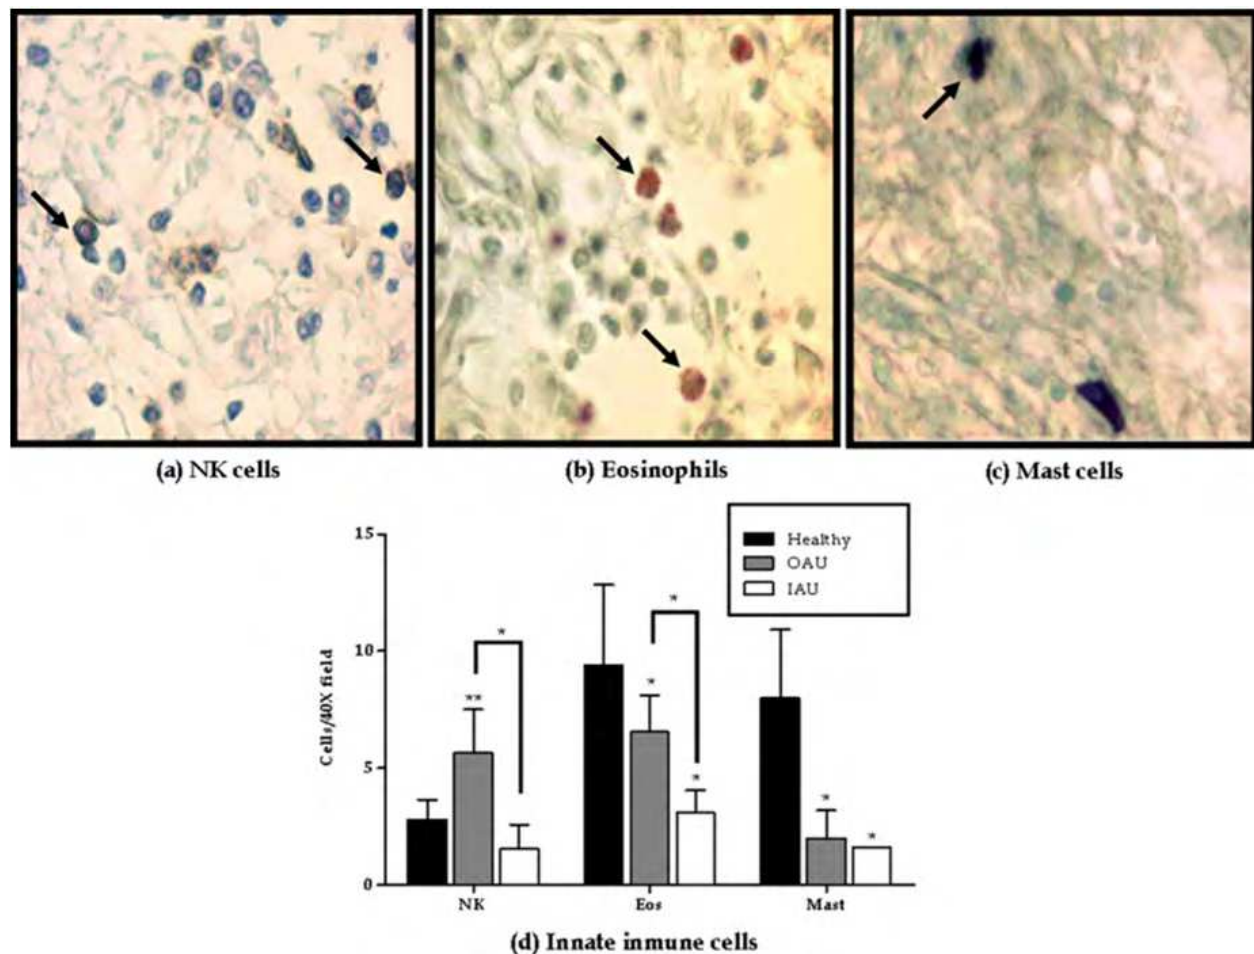 (a) NK cells
(b) Eosinophils
(c) Mast cells
Healthy
OAU
IAU
15
10
5
0
Cells/40X field
*
**
*
*
*
*
*
NK
Eos
Mast
(d) Innate inmune cells